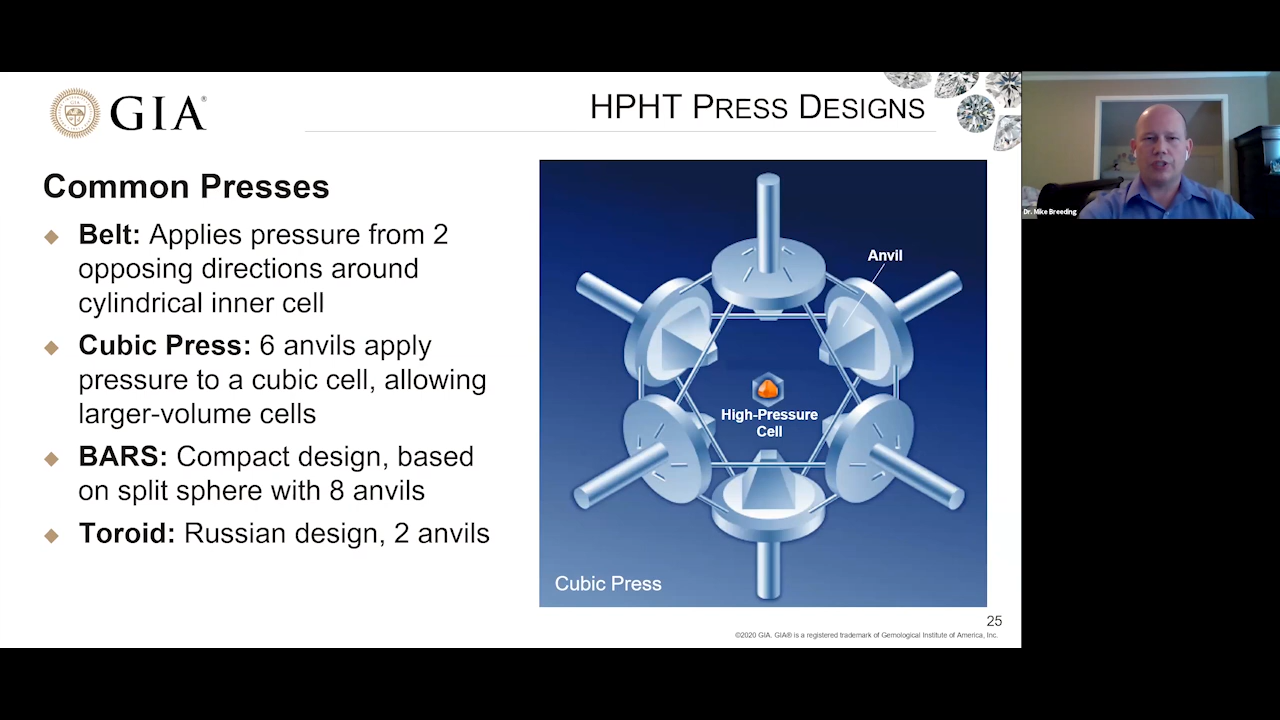 GIA®
HPHT PRESS DESIGNS
Common Presses
◆ Belt: Applies pressure from 2
opposing directions around
cylindrical inner cell
◆ Cubic Press: 6 anvils apply
pressure to a cubic cell, allowing
larger-volume cells
◆ BARS: Compact design, based
on split sphere with 8 anvils
◆ Toroid: Russian design, 2 anvils
Anvil
High-Pressure
Cell
Cubic Press
25
©2020 GIA. GIA® is a registered trademark of Gemological Institute of America, Inc.
Dr. Mike Breeding